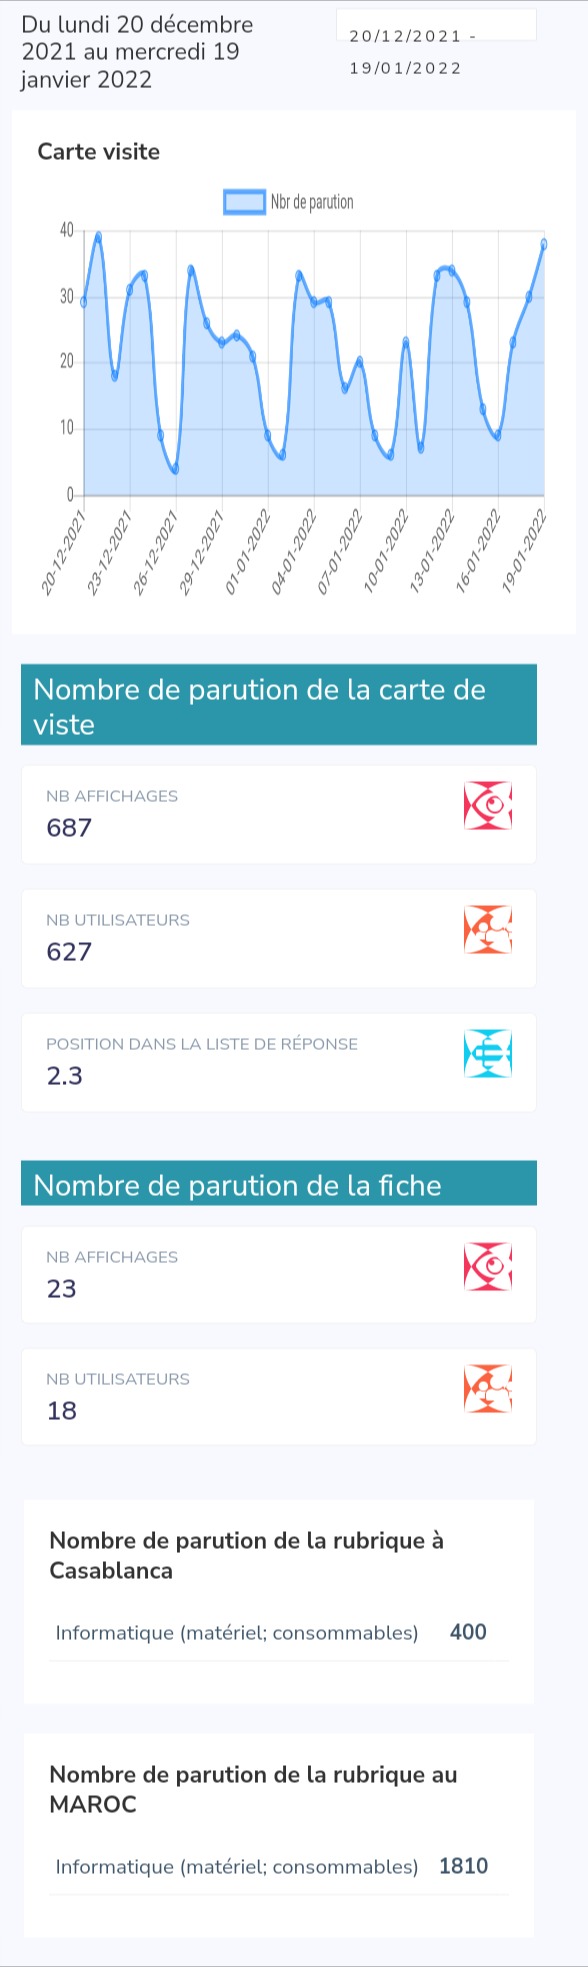 Du lundi 20 décembre
2021 au mercredi 19
janvier 2022
20/12/2021 -
19/01/2022
Carte visite
Nbr de parution
40
30
20
10
0
20-12-2021
23-12-2021
26-12-2021
29-12-2021
01-01-2022
04-01-2022
07-01-2022
10-01-2022
13-01-2022
16-01-2022
19-01-2022
Nombre de parution de la carte de
viste
NB AFFICHAGES
687
NB UTILISATEURS
627
POSITION DANS LA LISTE DE RÉPONSE
2.3
Nombre de parution de la fiche
NB AFFICHAGES
23
NB UTILISATEURS
18
Nombre de parution de la rubrique à
Casablanca
Informatique (matériel; consommables) 400
Nombre de parution de la rubrique au
MAROC
Informatique (matériel; consommables) 1810